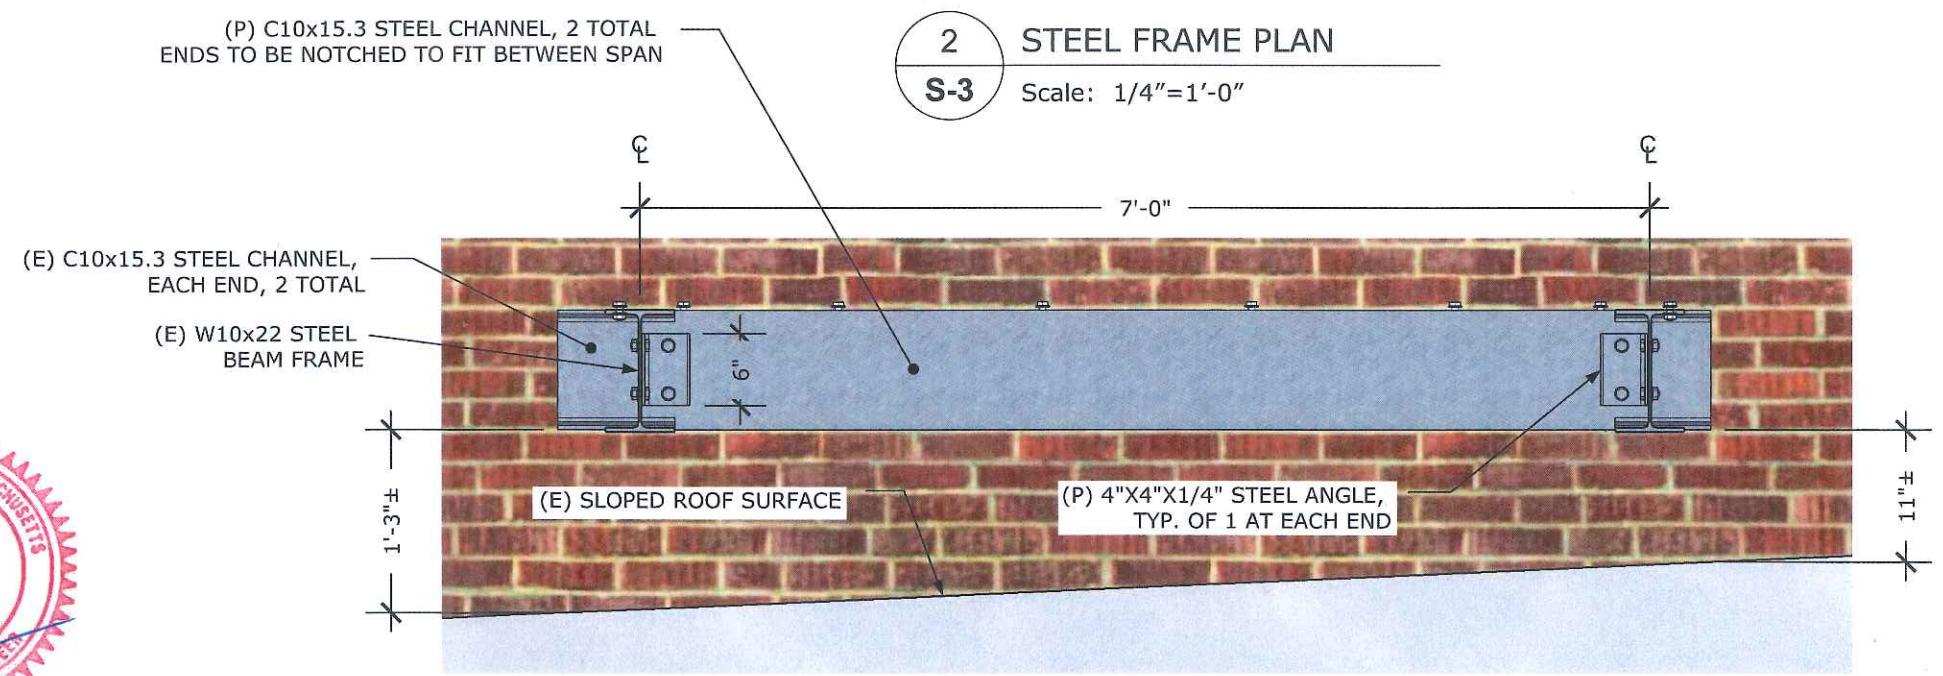 (P) C10x15.3 STEEL CHANNEL, 2 TOTAL
ENDS TO BE NOTCHED TO FIT BETWEEN SPAN
2
STEEL FRAME PLAN
S-3
Scale: 1/4"=1'-0"
℄
℄
7'-0"
(E) C10x15.3 STEEL CHANNEL,
EACH END, 2 TOTAL
(E) W10x22 STEEL
BEAM FRAME
6"
1'-3"±
(E) SLOPED ROOF SURFACE
(P) 4"X4"X1/4" STEEL ANGLE,
TYP. OF 1 AT EACH END
11"±